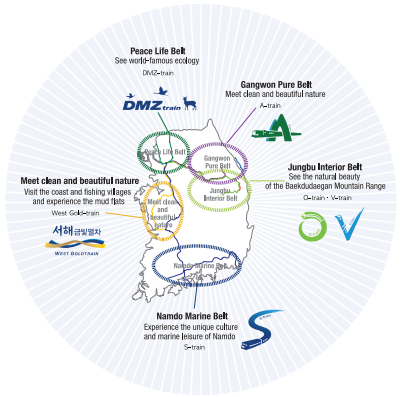 Peace Life Belt
See world-famous ecology
DMZ-train
DMZ train
Gangwon Pure Belt
Meet clean and beautiful nature
A-train
A
Peace Life Belt
Gangwon
Pure Belt
Jungbu
Interior Belt
Jungbu Interior Belt
See the natural beauty
of the Baekdudaegan Mountain Range
O-train · V-train
O V
Meet clean and beautiful nature
Visit the coast and fishing villages
and experience the mud flats
West Gold-train
서해금빛열차
WEST GOLDTRAIN
Meet clean
and
beautiful
nature
Namdo Marine Belt
Namdo Marine Belt
Experience the unique culture
and marine leisure of Namdo
S-train
S